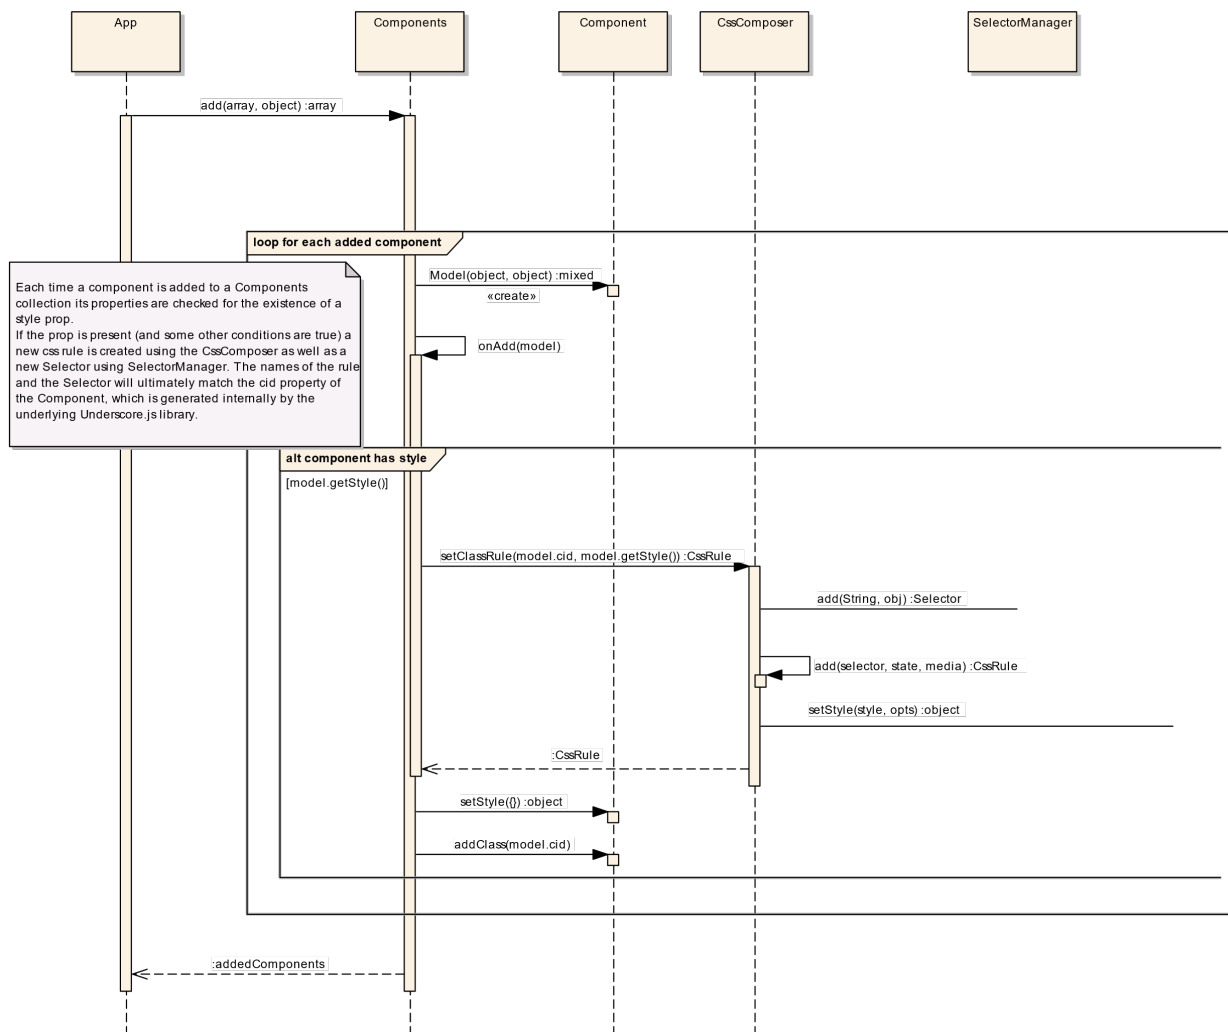 App
Components
Component
CssComposer
SelectorManager
add(array, object) :array
loop for each added component
Model(object, object) :mixed
«create»
Each time a component is added to a Components
collection its properties are checked for the existence of a
style prop.
If the prop is present (and some other conditions are true) a
new css rule is created using the CssComposer as well as a
new Selector using SelectorManager. The names of the rule
and the Selector will ultimately match the cid property of
the Component, which is generated internally by the
underlying Underscore.js library.
onAdd(model)
alt component has style
[model.getStyle()]
setClassRule(model.cid, model.getStyle()) :CssRule
add(String, obj) :Selector
add(selector, state, media) :CssRule
setStyle(style, opts) :object
:CssRule
setStyle({}) :object
addClass(model.cid)
:addedComponents